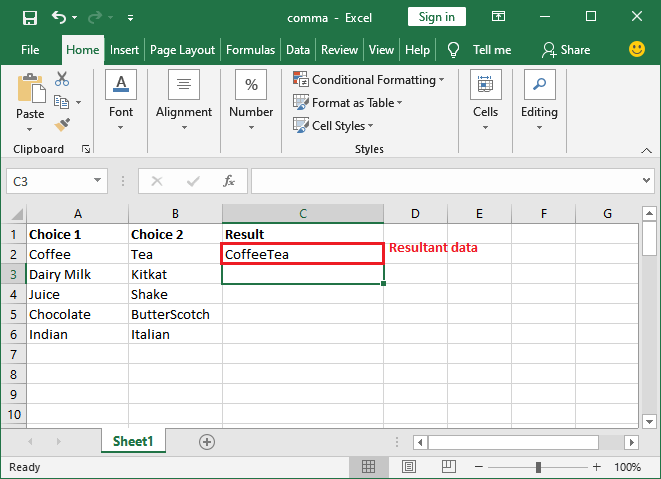 comma - Excel
Sign in
File Home Insert Page Layout Formulas Data Review View Help Tell me Share
Conditional Formatting
Format as Table
Cell Styles
Paste Font Alignment % Number Cells Editing
Clipboard Styles
C3 fx
A B C D E F G
1 Choice 1 Choice 2 Result
2 Coffee Tea CoffeeTea Resultant data
3 Dairy Milk Kitkat
4 Juice Shake
5 Chocolate ButterScotch
6 Indian Italian
7
8
9
10
Sheet1
Ready 100%